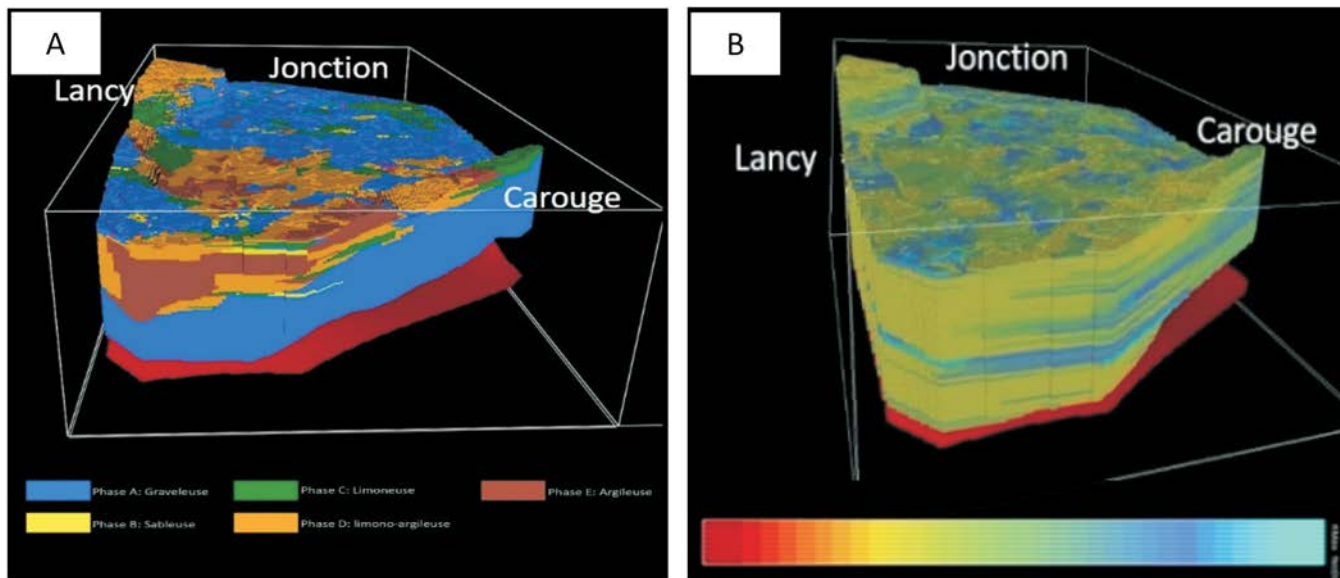 A
Jonction
Lancy
Carouge
Phase A: Graveleuse
Phase C: Limoneuse
Phase E: Argileuse
Phase B: Sableuse
Phase D: limono-argileuse
B
Jonction
Carouge
Lancy